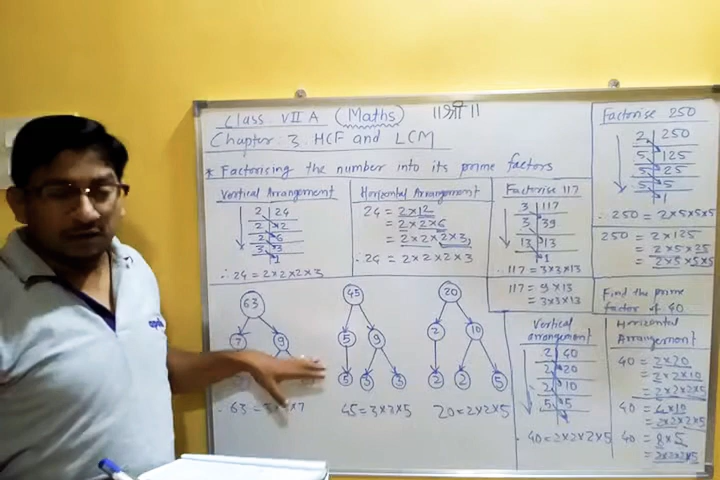 Class VII A (Maths) ||श्री||
Chapter 3. HCF and LCM
* Factorising the number into its prime factors
Vertical Arrangement
2 | 24
2 | 12
2 | 6
3 | 3
1
∴ 24 = 2×2×2×3
Horizontal Arrangement
24 = 2×12
= 2×2×6
= 2×2×2×3
∴ 24 = 2×2×2×3
Factorise 117
3 | 117
3 | 39
13 | 13
1
∴ 117 = 3×3×13
117 = 9×13
= 3×3×13
Factorise 250
2 | 250
5 | 125
5 | 25
5 | 5
1
∴ 250 = 2×5×5×5
250 = 2×125
= 2×5×25
= 2×5×5×5
63
7 9
63 = 3×3×7
45
5 9
5 3 3
45 = 3×3×5
20
2 10
2 2 5
20 = 2×2×5
Vertical arrangement
2 | 40
2 | 20
2 | 10
5 | 5
40 = 2×2×2×5
Find the prime
factor of 40
Horizontal
Arrangement
40 = 2×20
= 2×2×10
= 2×2×2×5
40 = 4×10
= 2×2×2×5
40 = 8×5
= 2×2×2×5